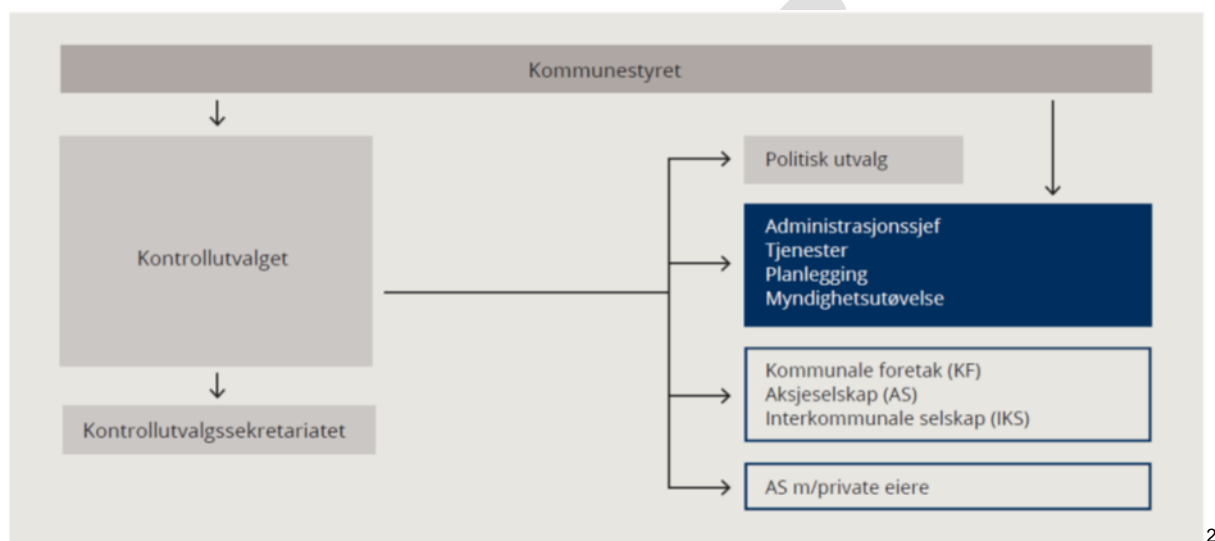 Kommunestyret
Kontrollutvalget
Kontrollutvalgssekretariatet
Politisk utvalg
Administrasjonssjef
Tjenester
Planlegging
Myndighetsutøvelse
Kommunale foretak (KF)
Aksjeselskap (AS)
Interkommunale selskap (IKS)
AS m/private eiere
2